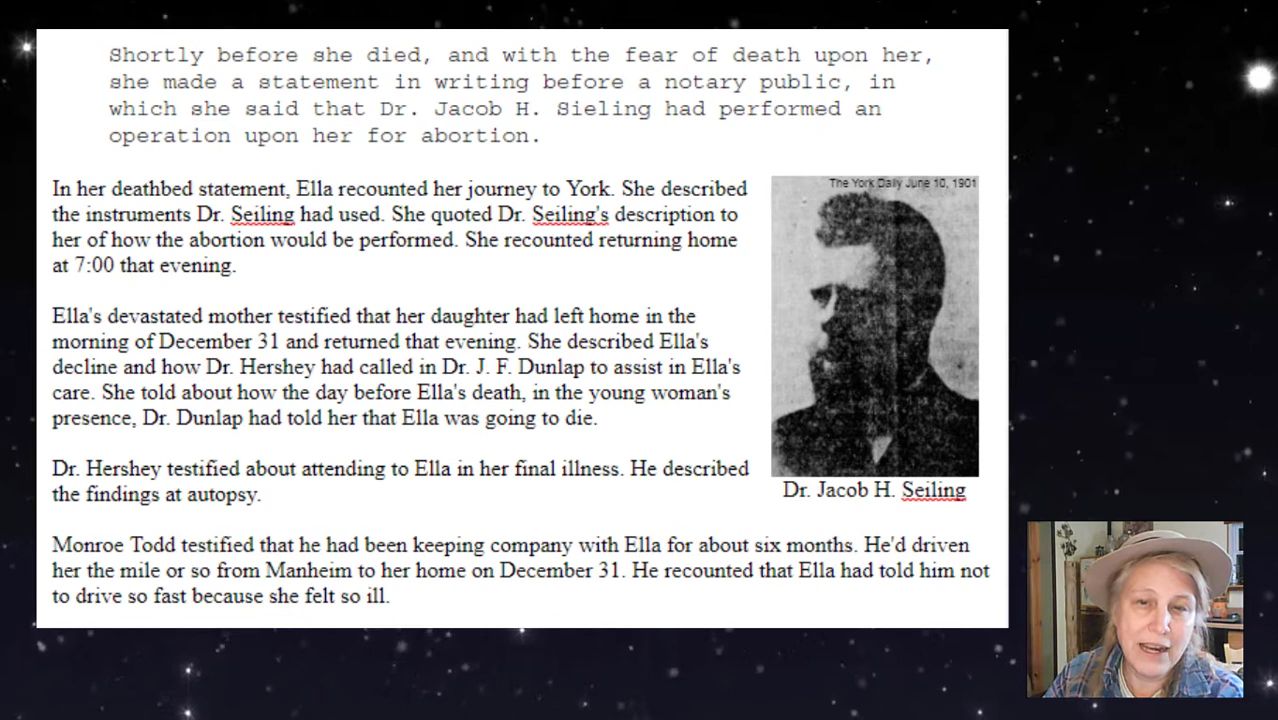 Shortly before she died, and with the fear of death upon her,
she made a statement in writing before a notary public, in
which she said that Dr. Jacob H. Sieling had performed an
operation upon her for abortion.
In her deathbed statement, Ella recounted her journey to York. She described
the instruments Dr. Seiling had used. She quoted Dr. Seiling's description to
her of how the abortion would be performed. She recounted returning home
at 7:00 that evening.
Ella's devastated mother testified that her daughter had left home in the
morning of December 31 and returned that evening. She described Ella's
decline and how Dr. Hershey had called in Dr. J. F. Dunlap to assist in Ella's
care. She told about how the day before Ella's death, in the young woman's
presence, Dr. Dunlap had told her that Ella was going to die.
Dr. Hershey testified about attending to Ella in her final illness. He described
the findings at autopsy.
The York Daily June 10, 1901
Dr. Jacob H. Seiling
Monroe Todd testified that he had been keeping company with Ella for about six months. He'd driven
her the mile or so from Manheim to her home on December 31. He recounted that Ella had told him not
to drive so fast because she felt so ill.